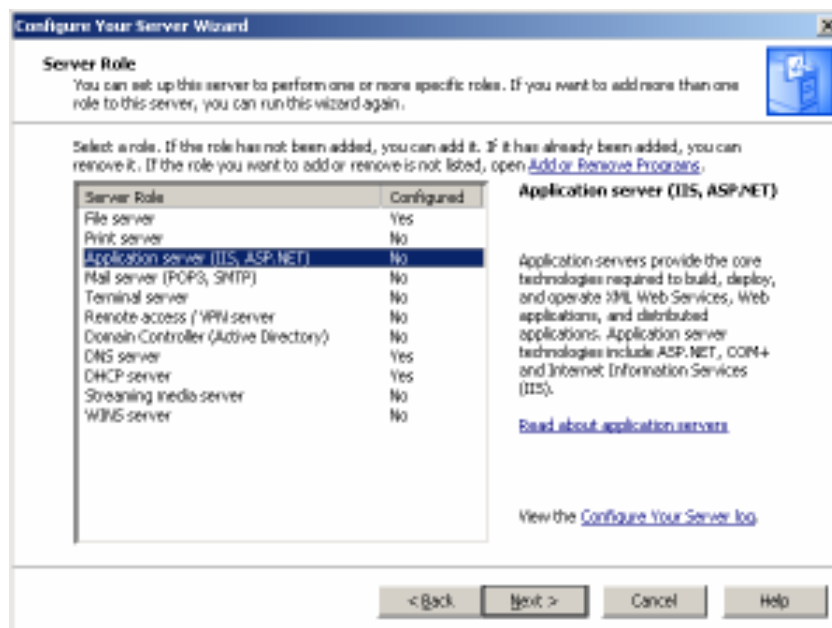 Configure Your Server Wizard
Server Role
You can set up this server to perform one or more specific roles. If you want to add more than one
role to this server, you can run this wizard again.
Select a role. If the role has not been added, you can add it. If it has already been added, you can
remove it. If the role you want to add or remove is not listed, open Add or Remove Programs.
Server Role Configured
File server Yes
Print server No
Application server (IIS, ASP.NET) No
Mail server (POP3, SMTP) No
Terminal server No
Remote access / VPN server No
Domain Controller (Active Directory) No
DNS server Yes
DHCP server Yes
Streaming media server No
WINS server No
Application server (IIS, ASP.NET)
Application servers provide the core
technologies required to build, deploy,
and operate XML Web Services, Web
applications, and distributed
applications. Application server
technologies include ASP.NET, COM+
and Internet Information Services
(IIS).
Read about application servers
View the Configure Your Server log.
< Back Next > Cancel Help